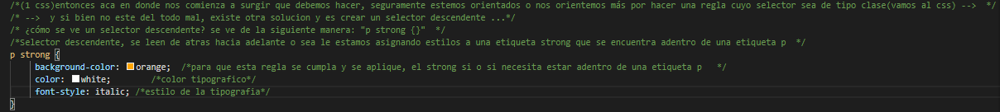 /*(1 css)entonces aca en donde nos comienza a surgir que debemos hacer, seguramente estemos orientados o nos orientemos más por hacer una regla cuyo selector sea de tipo clase(vamos al css) -->  */
/* -->  y si bien no este del todo mal, existe otra solucion y es crear un selector descendente ...*/
/* ¿cómo se ve un selector descendente? se ve de la siguiente manera: "p strong {}"  */
/*Selector descendente, se leen de atras hacia adelante o sea le estamos asignando estilos a una etiqueta strong que se encuentra adentro de una etiqueta p  */
p strong {
background-color: orange;  /*para que esta regla se cumpla y se aplique, el strong si o si necesita estar adentro de una etiqueta p   */
color: white;       /*color tipografico*/
font-style: italic; /*estilo de la tipografia*/
}